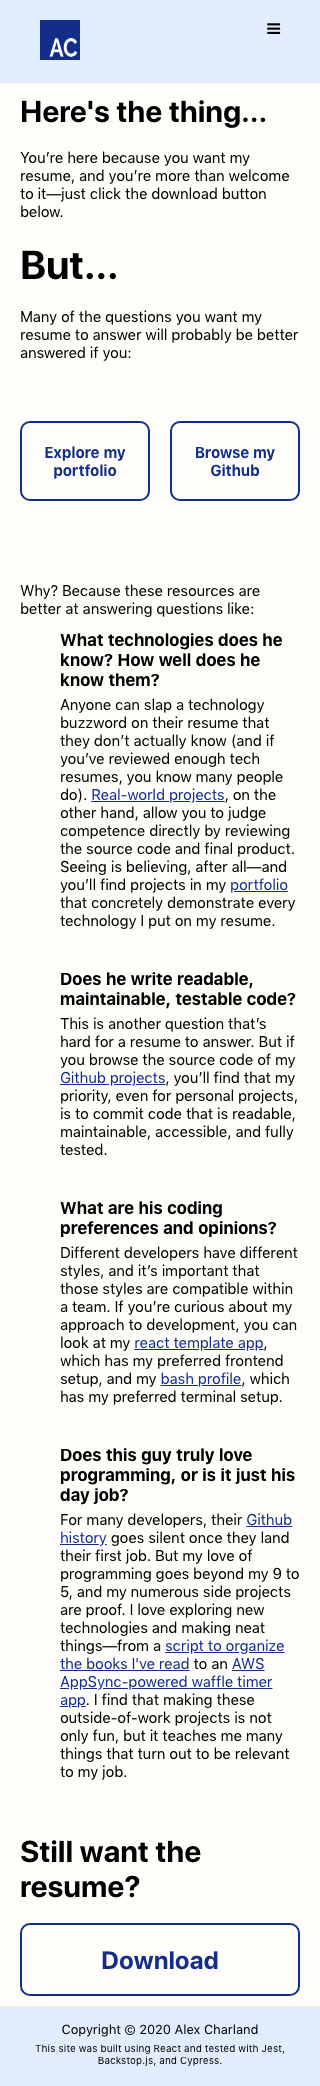 AC
Here's the thing...
You’re here because you want my
resume, and you’re more than welcome
to it—just click the download button
below.
But...
Many of the questions you want my
resume to answer will probably be better
answered if you:
Explore my
portfolio
Browse my
Github
Why? Because these resources are
better at answering questions like:
What technologies does he
know? How well does he
know them?
Anyone can slap a technology
buzzword on their resume that
they don’t actually know (and if
you’ve reviewed enough tech
resumes, you know many people
do). Real-world projects, on the
other hand, allow you to judge
competence directly by reviewing
the source code and final product.
Seeing is believing, after all—and
you’ll find projects in my portfolio
that concretely demonstrate every
technology I put on my resume.
Does he write readable,
maintainable, testable code?
This is another question that’s
hard for a resume to answer. But if
you browse the source code of my
Github projects, you’ll find that my
priority, even for personal projects,
is to commit code that is readable,
maintainable, accessible, and fully
tested.
What are his coding
preferences and opinions?
Different developers have different
styles, and it’s important that
those styles are compatible within
a team. If you’re curious about my
approach to development, you can
look at my react template app,
which has my preferred frontend
setup, and my bash profile, which
has my preferred terminal setup.
Does this guy truly love
programming, or is it just his
day job?
For many developers, their Github
history goes silent once they land
their first job. But my love of
programming goes beyond my 9 to
5, and my numerous side projects
are proof. I love exploring new
technologies and making neat
things—from a script to organize
the books I've read to an AWS
AppSync-powered waffle timer
app. I find that making these
outside-of-work projects is not
only fun, but it teaches me many
things that turn out to be relevant
to my job.
Still want the
resume?
Download
Copyright © 2020 Alex Charland
This site was built using React and tested with Jest,
Backstop.js, and Cypress.